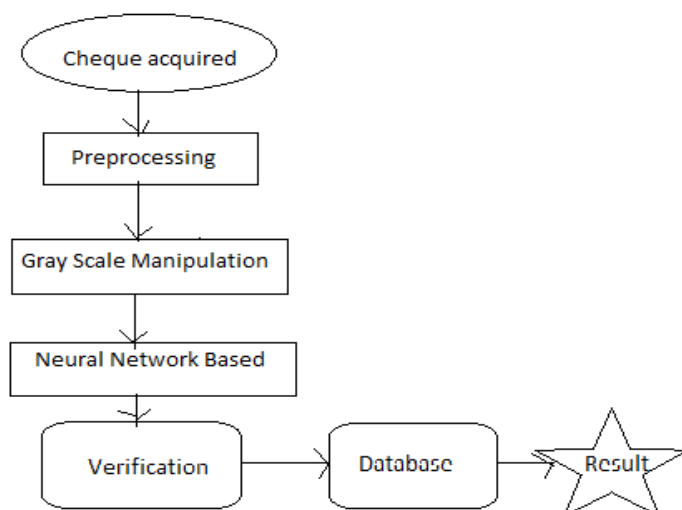 Cheque acquired
Preprocessing
Gray Scale Manipulation
Neural Network Based
Verification
Database
Result